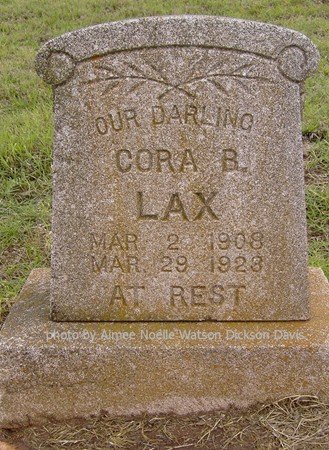 OUR DARLING
CORA B.
LAX
MAR 2 1908
MAR. 29 1923
AT REST
photo by Aimee Noelle Watson Dickson Davis